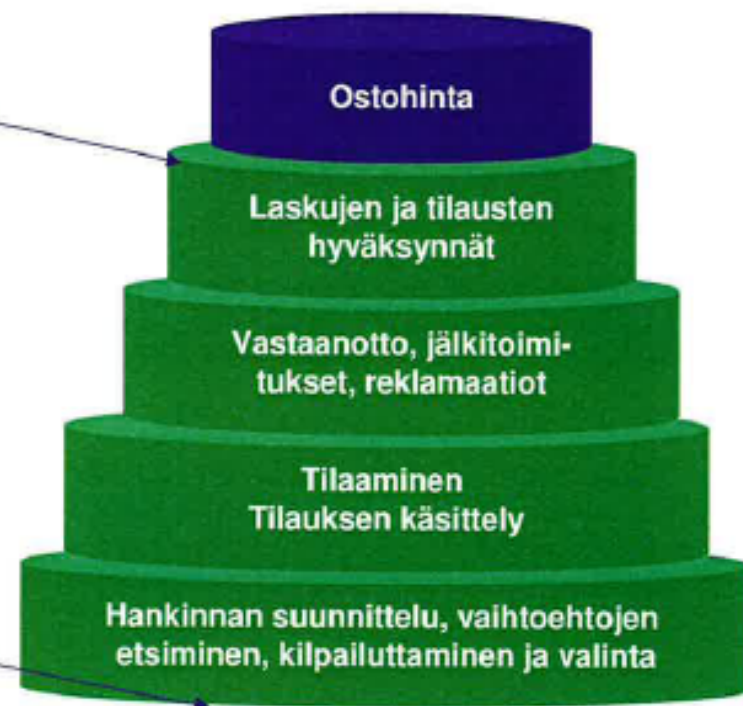 Ostohinta
Laskujen ja tilausten
hyväksynnät
Vastaanotto, jälkitoimi-
tukset, reklamaatiot
Tilaaminen
Tilauksen käsittely
Hankinnan suunnittelu, vaihtoehtojen
etsiminen, kilpailuttaminen ja valinta